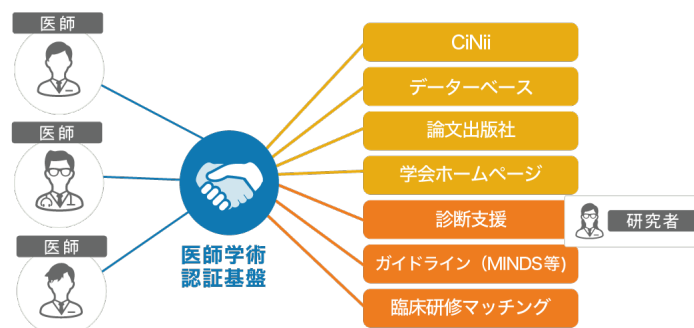 医師
医師
医師
医師学術
認証基盤
CiNii
データーベース
論文出版社
学会ホームページ
診断支援
研究者
ガイドライン（MINDS等)
臨床研修マッチング